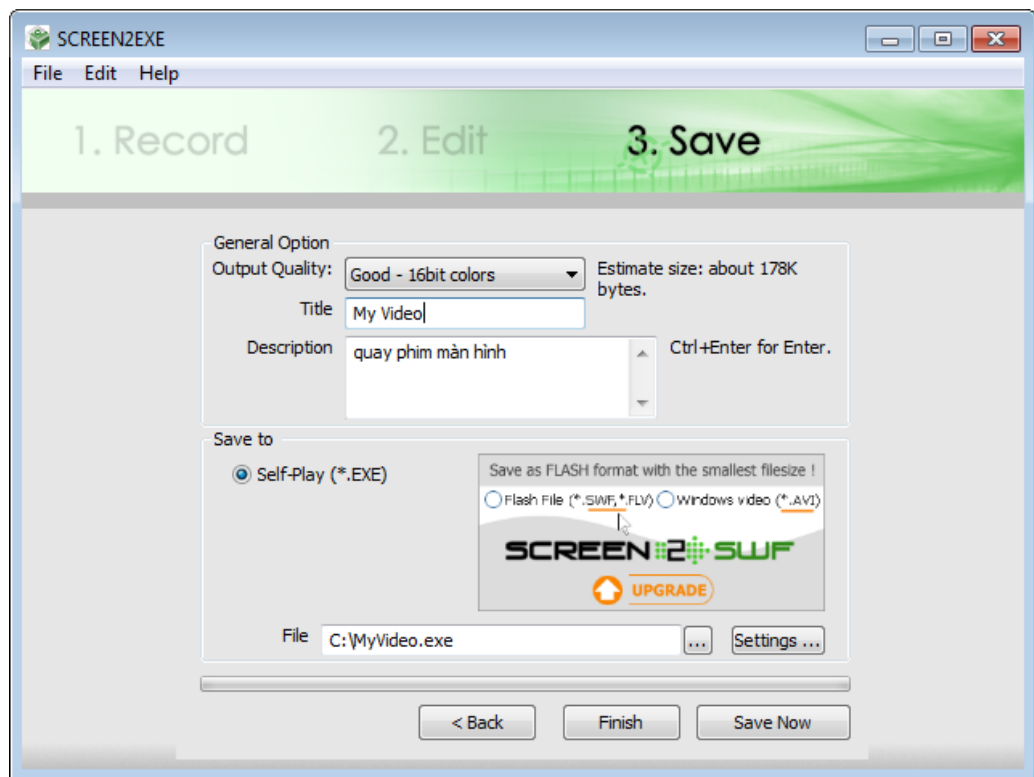 SCREEN2EXE
File Edit Help
1. Record 2. Edit 3. Save
General Option
Output Quality: Good - 16bit colors Estimate size: about 178K
bytes.
Title My Video
Description quay phim màn hình Ctrl+Enter for Enter.
Save to
Self-Play (*.EXE)
Save as FLASH format with the smallest filesize !
Flash File (*.SWF,*.FLV) Windows video (*.AVI)
SCREEN 2 SWF
UPGRADE
File C:\MyVideo.exe ... Settings ...
< Back Finish Save Now